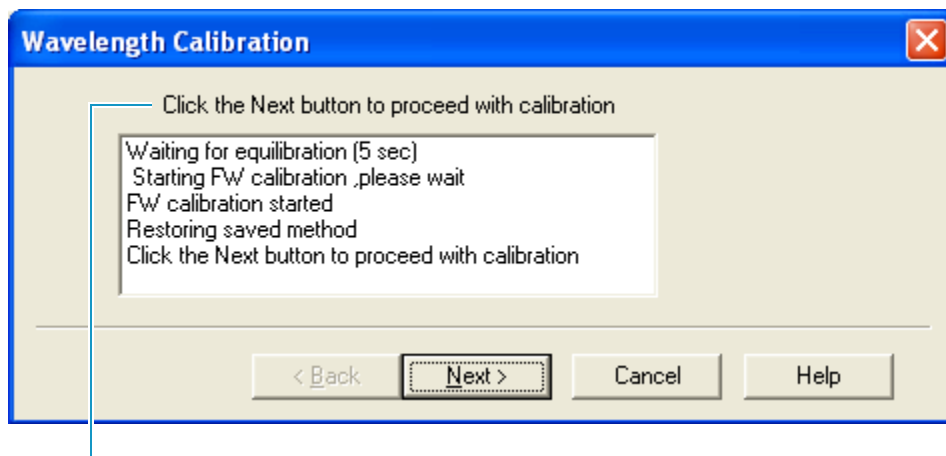 Wavelength Calibration
Click the Next button to proceed with calibration
Waiting for equilibration (5 sec)
Starting FW calibration ,please wait
FW calibration started
Restoring saved method
Click the Next button to proceed with calibration
< Back
Next >
Cancel
Help